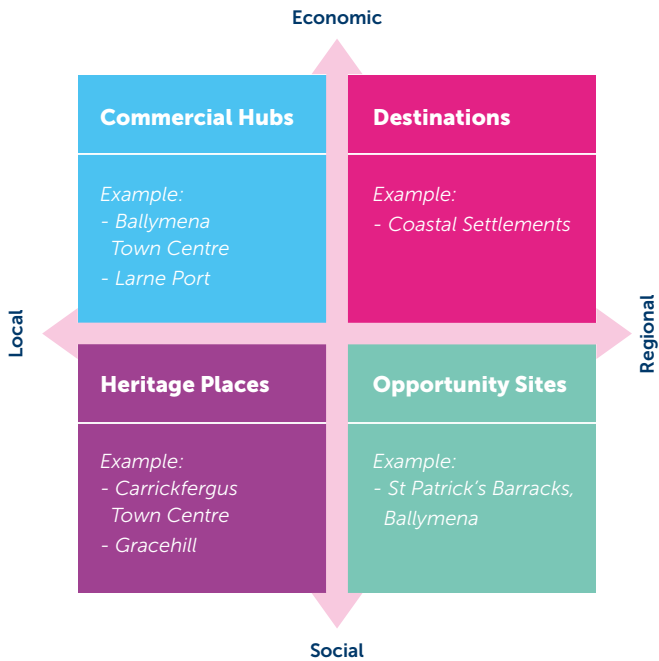 Economic
Commercial Hubs
Example:
- Ballymena
Town Centre
- Larne Port
Destinations
Example:
- Coastal Settlements
Local
Regional
Heritage Places
Example:
- Carrickfergus
Town Centre
- Gracehill
Opportunity Sites
Example:
- St Patrick's Barracks,
Ballymena
Social